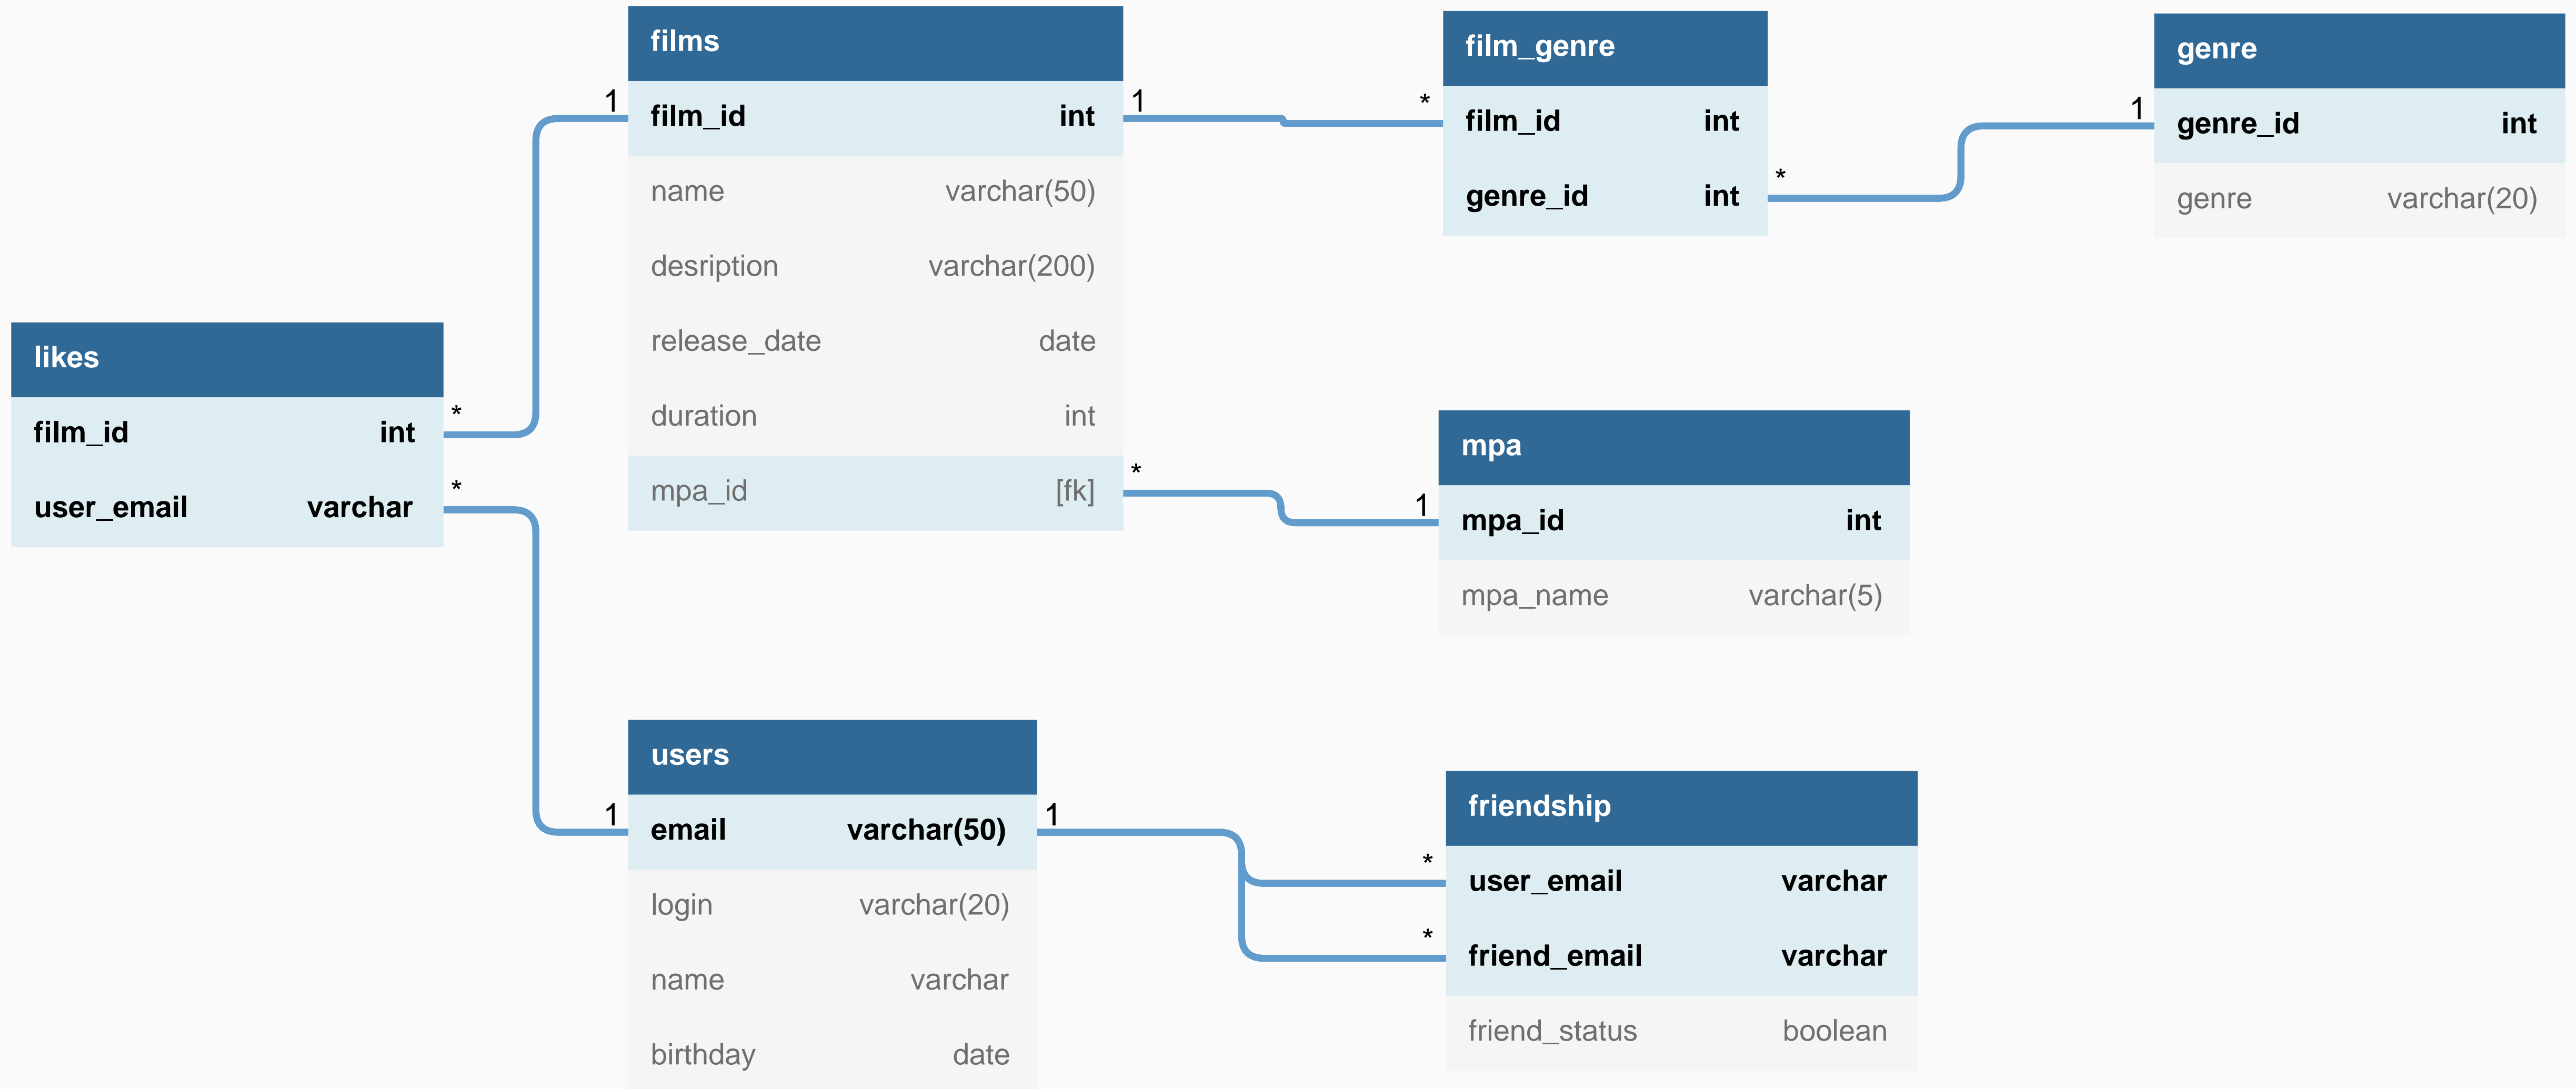 films
1 film_id int 1
name varchar(50)
desription varchar(200)
release_date date
duration int
mpa_id [fk] *
film_genre
* film_id int
genre_id int *
genre
1 genre_id int
genre varchar(20)
likes
film_id int *
user_email varchar *
mpa
1 mpa_id int
mpa_name varchar(5)
users
1 email varchar(50) 1
login varchar(20)
name varchar
birthday date
friendship
* user_email varchar
* friend_email varchar
friend_status boolean